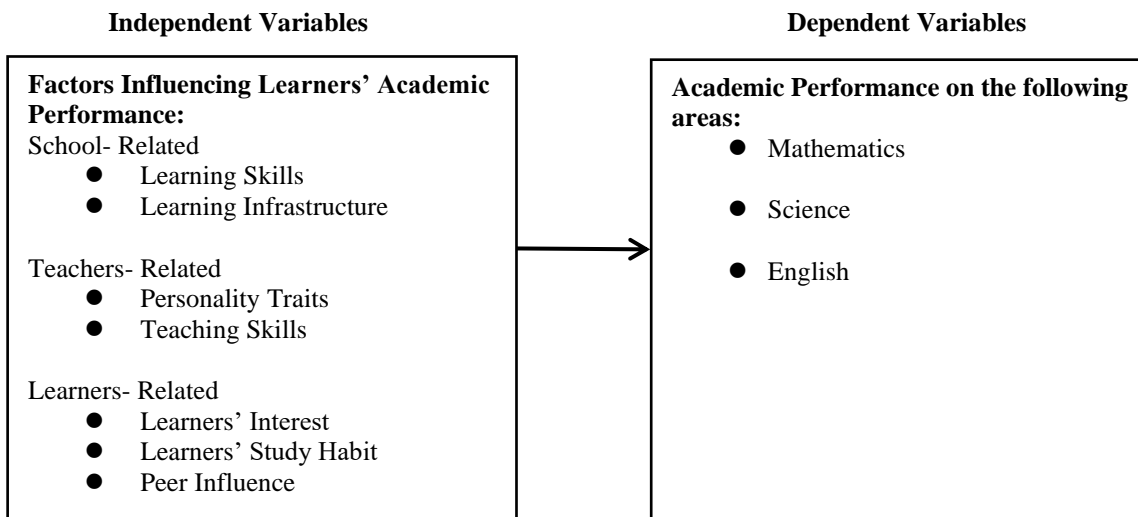 Independent Variables
Dependent Variables
Factors Influencing Learners’ Academic
Performance:
School- Related
● Learning Skills
● Learning Infrastructure
Teachers- Related
● Personality Traits
● Teaching Skills
Learners- Related
● Learners’ Interest
● Learners’ Study Habit
● Peer Influence
Academic Performance on the following
areas:
● Mathematics
● Science
● English